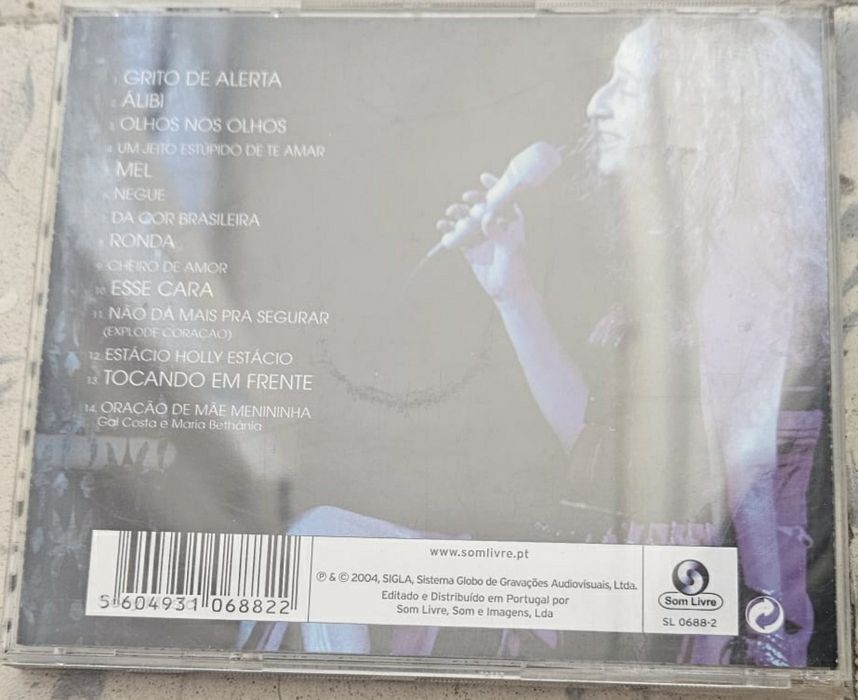 1. GRITO DE ALERTA
2. ÁLIBI
3. OLHOS NOS OLHOS
4. UM JEITO ESTÚPIDO DE TE AMAR
5. MEL
6. NEGUE
7. DA COR BRASILEIRA
8. RONDA
9. CHEIRO DE AMOR
10. ESSE CARA
11. NÃO DÁ MAIS PRA SEGURAR
(EXPLODE CORAÇÃO)
12. ESTÁCIO HOLLY ESTÁCIO
13. TOCANDO EM FRENTE
14. ORAÇÃO DE MÃE MENININHA
Gal Costa e Maria Bethânia
5 604931 068822
www.somlivre.pt
℗ & © 2004, SIGLA, Sistema Globo de Gravações Audiovisuais, Ltda.
Editado e Distribuído em Portugal por
Som Livre, Som e Imagens, Lda
Som Livre
SL 0688-2